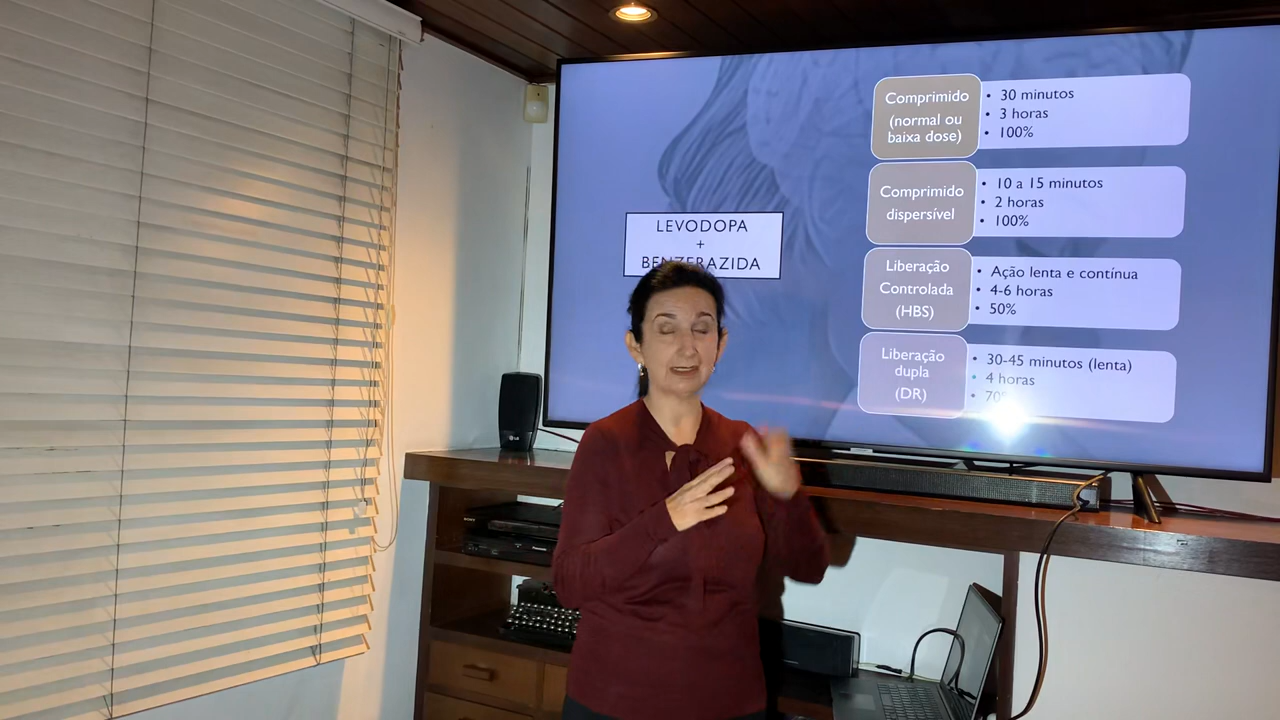 LEVODOPA
+
BENZERAZIDA
Comprimido
(normal ou
baixa dose)
• 30 minutos
• 3 horas
• 100%
Comprimido
dispersível
• 10 a 15 minutos
• 2 horas
• 100%
Liberação
Controlada
(HBS)
• Ação lenta e contínua
• 4-6 horas
• 50%
Liberação
dupla
(DR)
• 30-45 minutos (lenta)
• 4 horas
LG
SONY